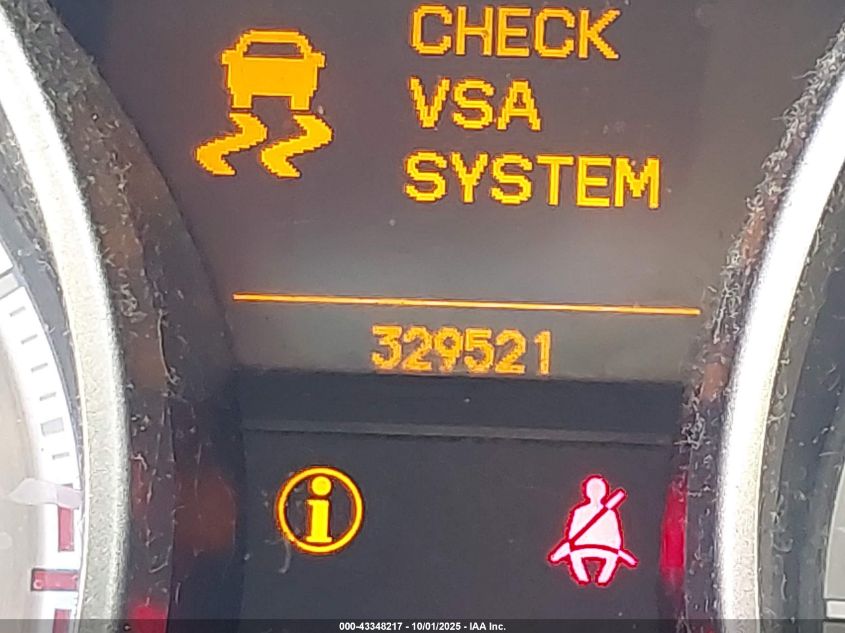 CHECK
VSA
SYSTEM
329521
i
000-43348217 - 10/01/2025 - IAA Inc.